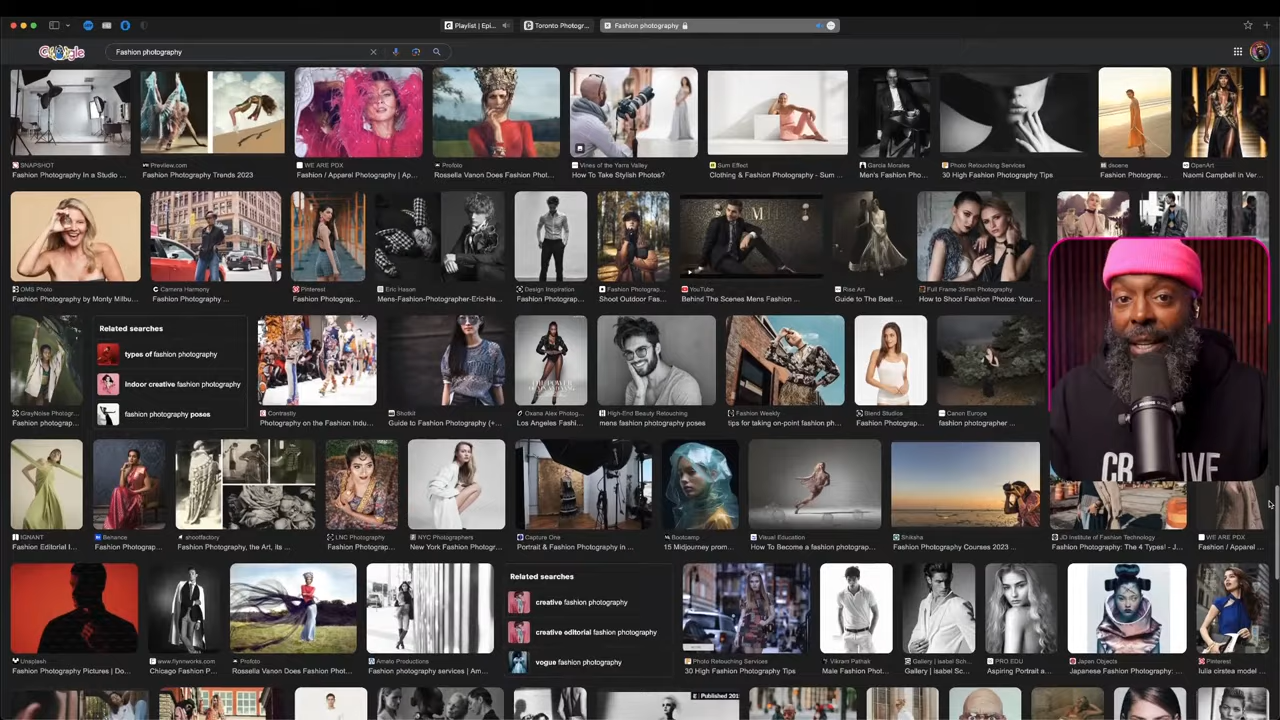 Playlist | Epi...
Toronto Photogr...
Fashion photography
Fashion photography
SNAPSHOT
Fashion Photography In a Studio ...
Preview.com
Fashion Photography Trends 2023
WE ARE PDX
Fashion / Apparel Photography | Ap...
Profoto
Rossella Vanon Does Fashion Phot...
Vines of the Yarra Valley
How To Take Stylish Photos?
Sum Effect
Clothing & Fashion Photography - Sum ...
Garcia Morales
Men's Fashion Pho...
Photo Retouching Services
30 High Fashion Photography Tips
dscene
Fashion Photograp...
OpenArt
Naomi Campbell in Ver...
OMS Photo
Fashion Photography by Monty Milbu...
Camera Harmony
Fashion Photography ...
Pinterest
Fashion Photograp...
Eric Hason
Mens-Fashion-Photographer-Eric-Ha...
Design Inspiration
Fashion Photograp...
Fashion Photograp...
Shoot Outdoor Fas...
YouTube
Behind The Scenes Mens Fashion ...
Rise Art
Guide to The Best ...
Full Frame 35mm Photography
How to Shoot Fashion Photos: Your ...
GrayNoise Photogr...
Fashion photograp...
Related searches
types of fashion photography
Indoor creative fashion photography
fashion photography poses
Contrastly
Photography on the Fashion Indu...
Shotkit
Guide to Fashion Photography (+...
Oxana Alex Photog...
Los Angeles Fashi...
High-End Beauty Retouching
mens fashion photography poses
Fashion Weekly
tips for taking on-point fashion ph...
Blend Studios
Fashion Photograp...
Canon Europe
fashion photographer ...
CREATIVE
IGNANT
Fashion Editorial I...
Behance
Fashion Photograp...
shootfactory
Fashion Photography, the Art, its ...
LNC Photography
Fashion Photograp...
NYC Photographers
New York Fashion Photogr...
Capture One
Portrait & Fashion Photography in ...
Bootcamp
15 Midjourney prom...
Visual Education
How To Become a fashion photograp...
Shiksha
Fashion Photography Courses 2023 ...
JD Institute of Fashion Technology
Fashion Photography: The 4 Types! - J...
WE ARE PDX
Fashion / Apparel ...
Unsplash
Fashion Photography Pictures | Do...
www.flynnworks.com
Chicago Fashion P...
Profoto
Rossella Vanon Does Fashion Phot...
Amato Productions
Fashion photography services | Am...
Related searches
creative fashion photography
creative editorial fashion photography
vogue fashion photography
Photo Retouching Services
30 High Fashion Photography Tips
Vikram Pathak
Male Fashion Phot...
Gallery | Isabel Sch...
Gallery | isabel Sch...
PRO EDU
Aspiring Portrait a...
Japan Objects
Japanese Fashion Photography: ...
Pinterest
Iulia cirstea model ...
Published 201